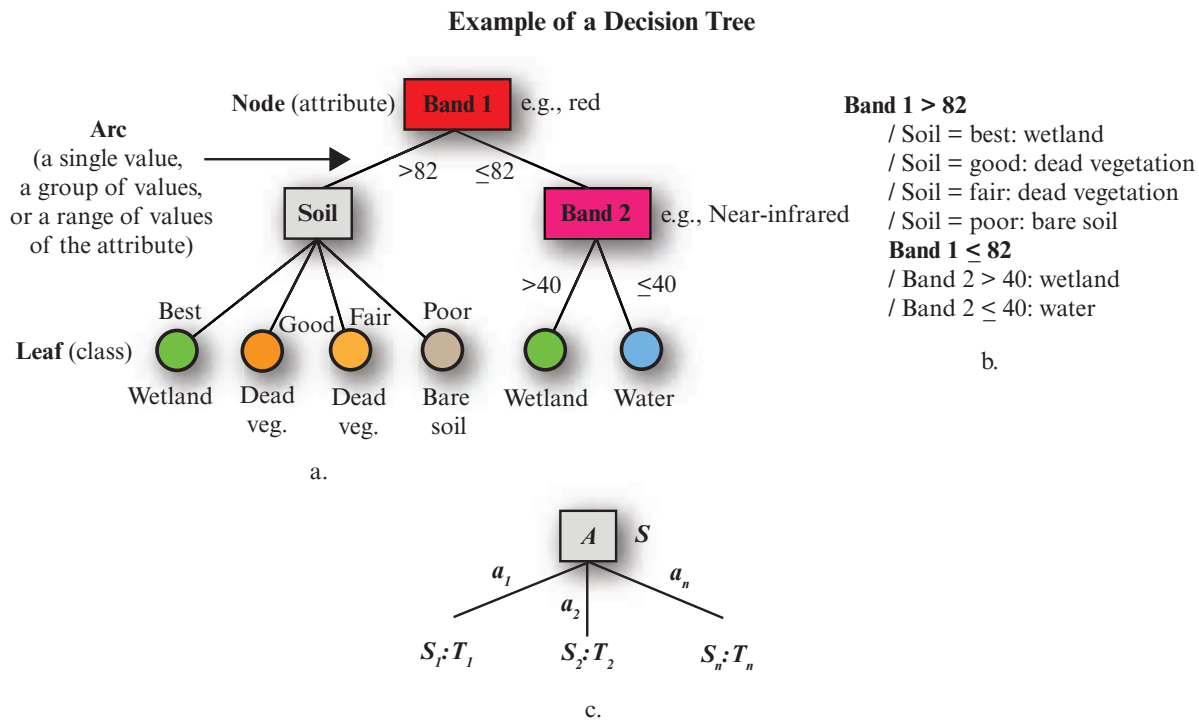 Example of a Decision Tree
Node (attribute)
Band 1
e.g., red
Arc
(a single value,
a group of values,
or a range of values
of the attribute)
>82
≤82
Soil
Band 2
e.g., Near-infrared
Best
Good
Fair
Poor
>40
≤40
Leaf (class)
Wetland
Dead
veg.
Dead
veg.
Bare
soil
Wetland
Water
a.
Band 1 > 82
/ Soil = best: wetland
/ Soil = good: dead vegetation
/ Soil = fair: dead vegetation
/ Soil = poor: bare soil
Band 1 ≤ 82
/ Band 2 > 40: wetland
/ Band 2 ≤ 40: water
b.
A
S
a₁
a₂
aₙ
S₁:T₁
S₂:T₂
Sₙ:Tₙ
c.